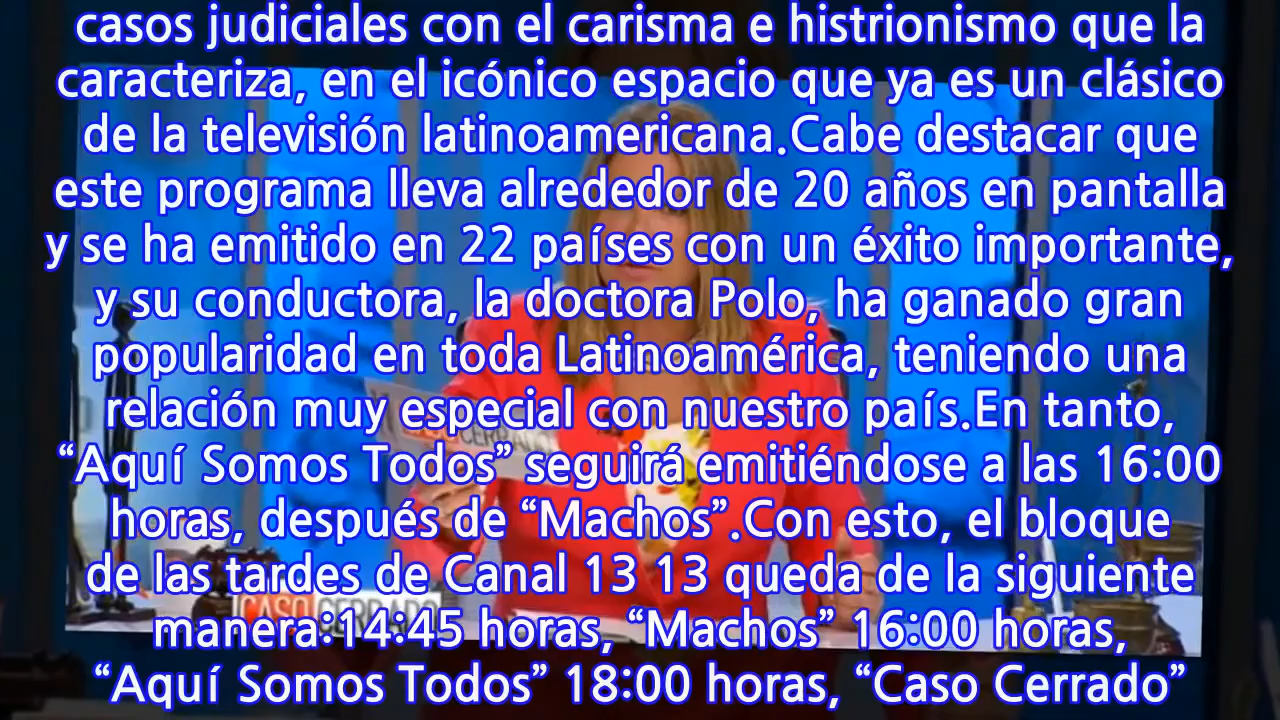 casos judiciales con el carisma e histrionismo que la
caracteriza, en el icónico espacio que ya es un clásico
de la televisión latinoamericana.Cabe destacar que
este programa lleva alrededor de 20 años en pantalla
y se ha emitido en 22 países con un éxito importante,
y su conductora, la doctora Polo, ha ganado gran
popularidad en toda Latinoamérica, teniendo una
relación muy especial con nuestro país.En tanto,
“Aquí Somos Todos” seguirá emitiéndose a las 16:00
horas, después de “Machos”.Con esto, el bloque
de las tardes de Canal 13 13 queda de la siguiente
manera:14:45 horas, “Machos” 16:00 horas,
“Aquí Somos Todos” 18:00 horas, “Caso Cerrado”
CASO CERRADO